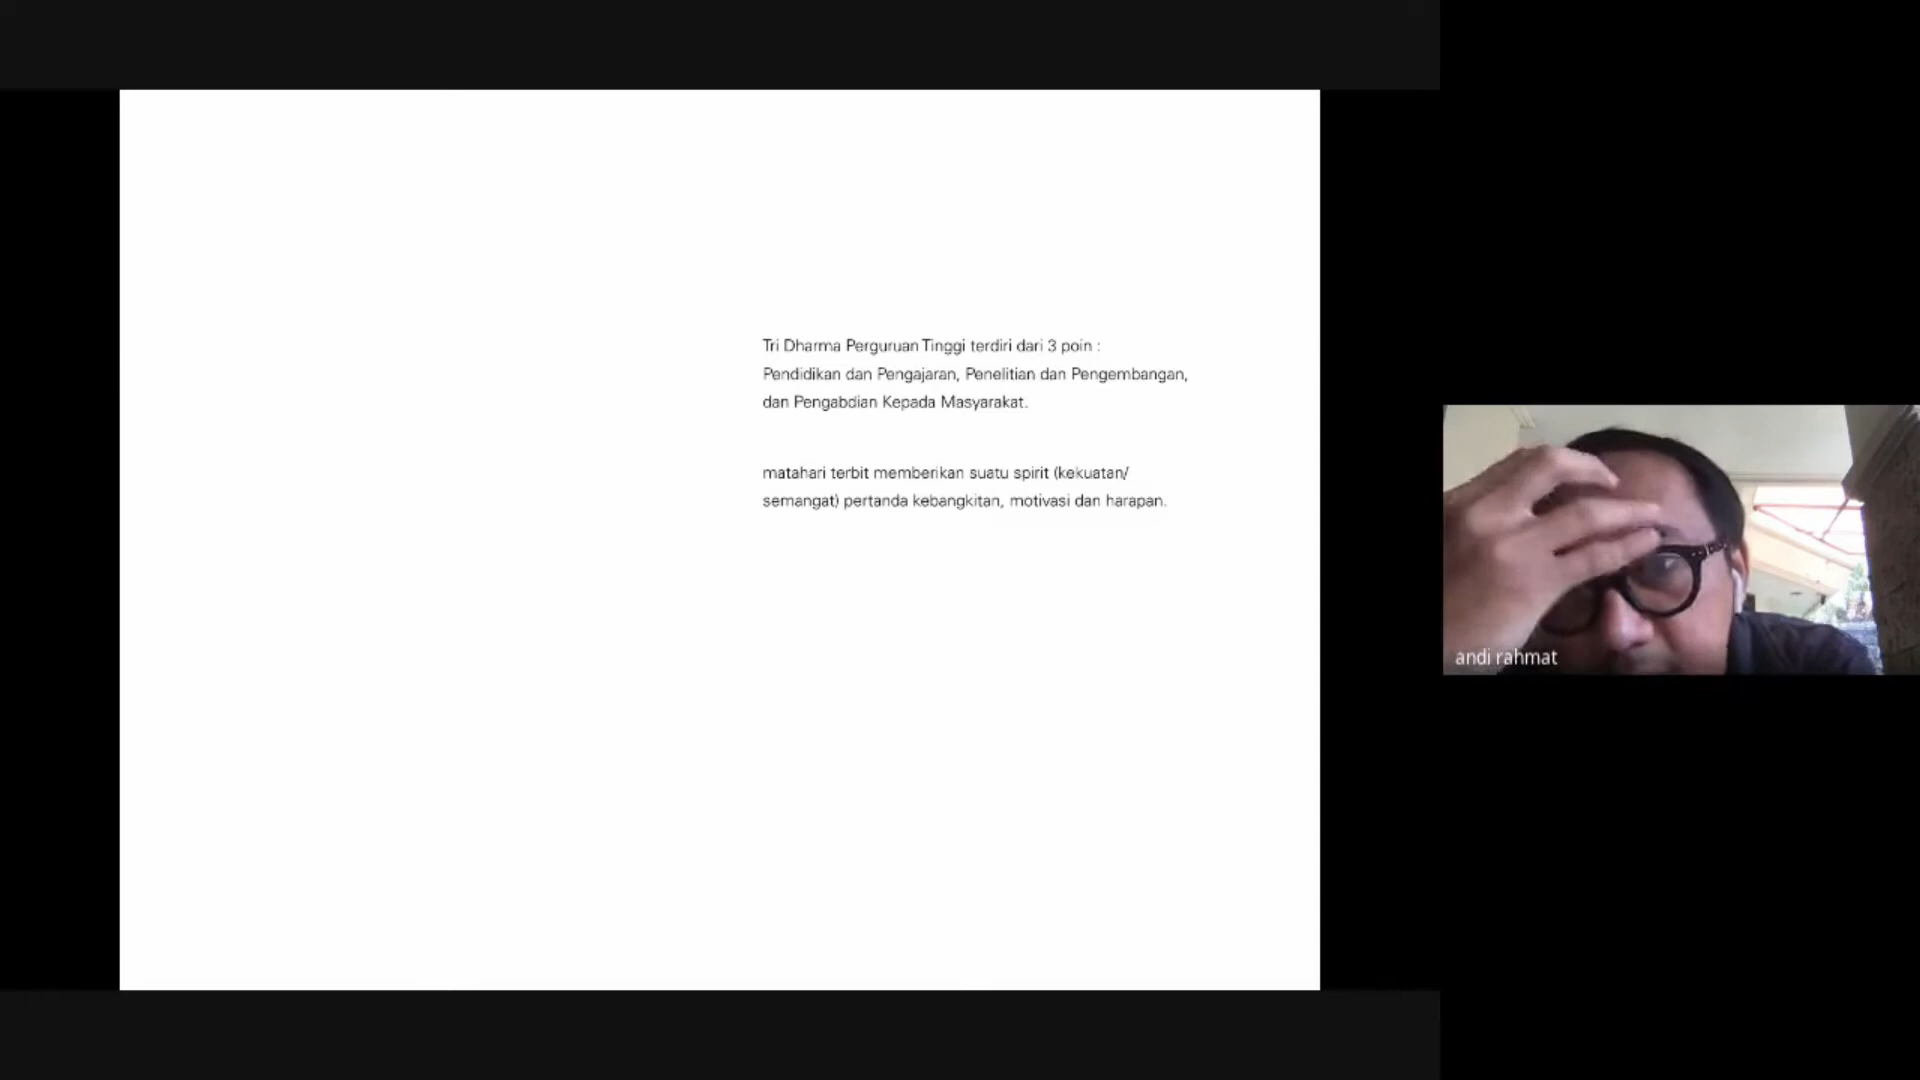 Tri Dharma Perguruan Tinggi terdiri dari 3 poin :
Pendidikan dan Pengajaran, Penelitian dan Pengembangan,
dan Pengabdian Kepada Masyarakat.
matahari terbit memberikan suatu spirit (kekuatan/
semangat) pertanda kebangkitan, motivasi dan harapan.
andi rahmat